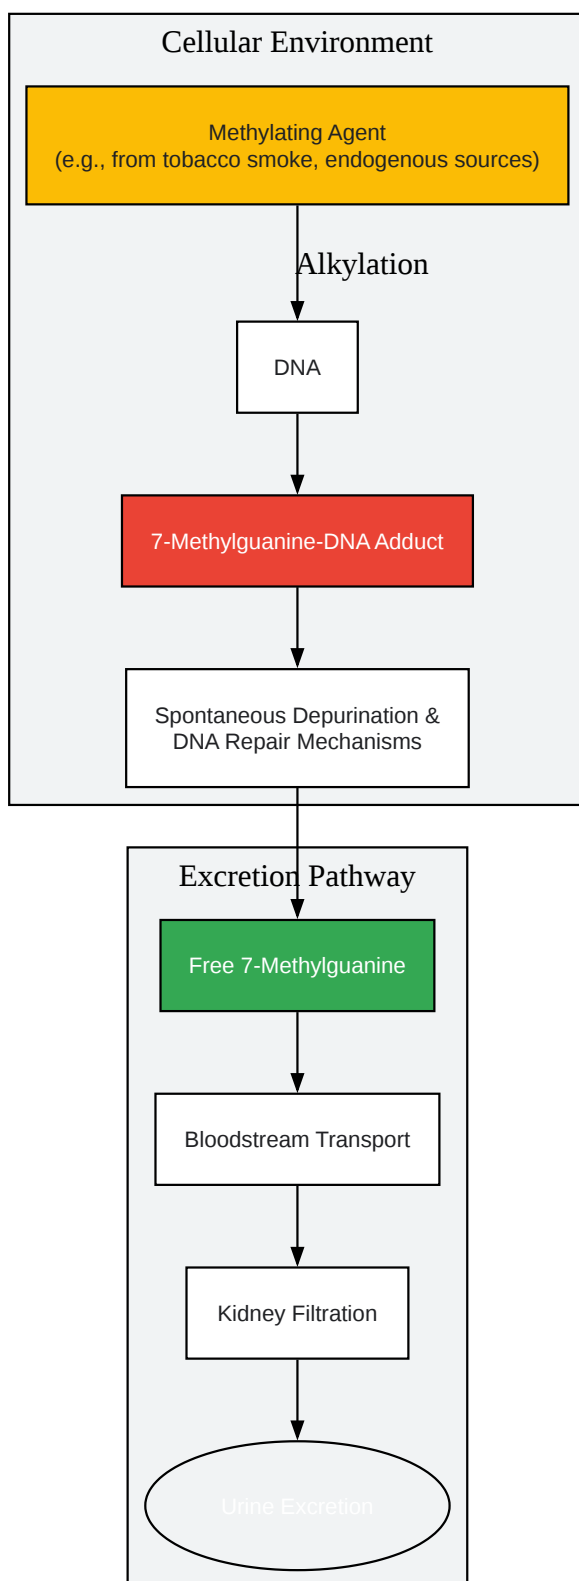 Cellular Environment
Methylating Agent
(e.g., from tobacco smoke, endogenous sources)
Alkylation
DNA
7-Methylguanine-DNA Adduct
Spontaneous Depurination &
DNA Repair Mechanisms
Excretion Pathway
Free 7-Methylguanine
Bloodstream Transport
Kidney Filtration
Urine Excretion